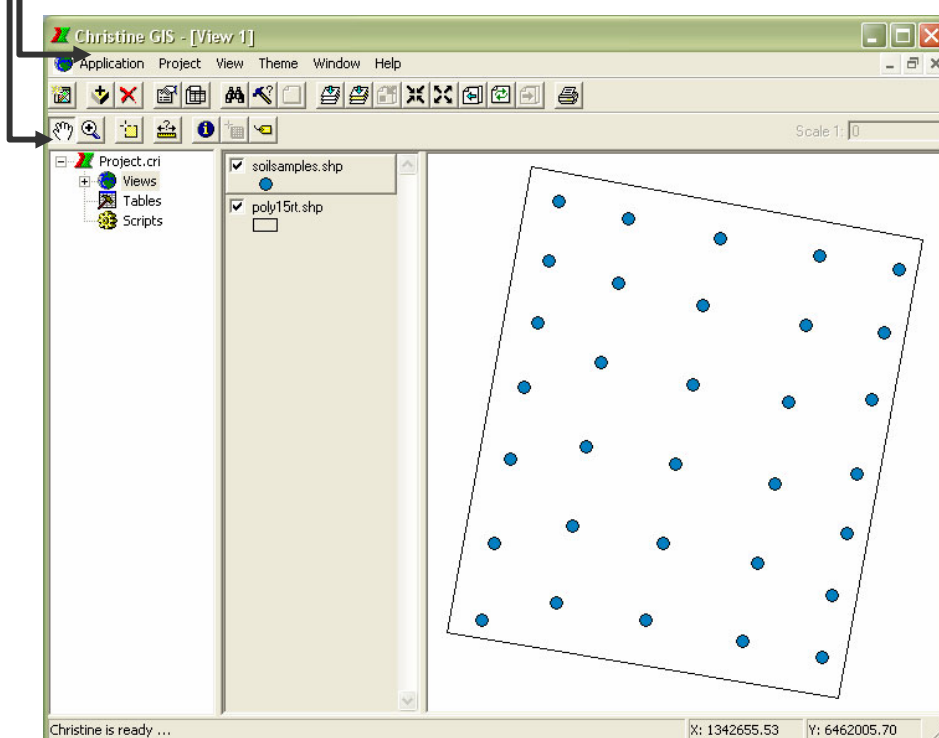 Christine GIS - [View 1]
Application Project View Theme Window Help
Scale 1: 0
Project.cri
Views
Tables
Scripts
soilsamples.shp
poly15rt.shp
Christine is ready ...
X: 1342655.53 Y: 6462005.70